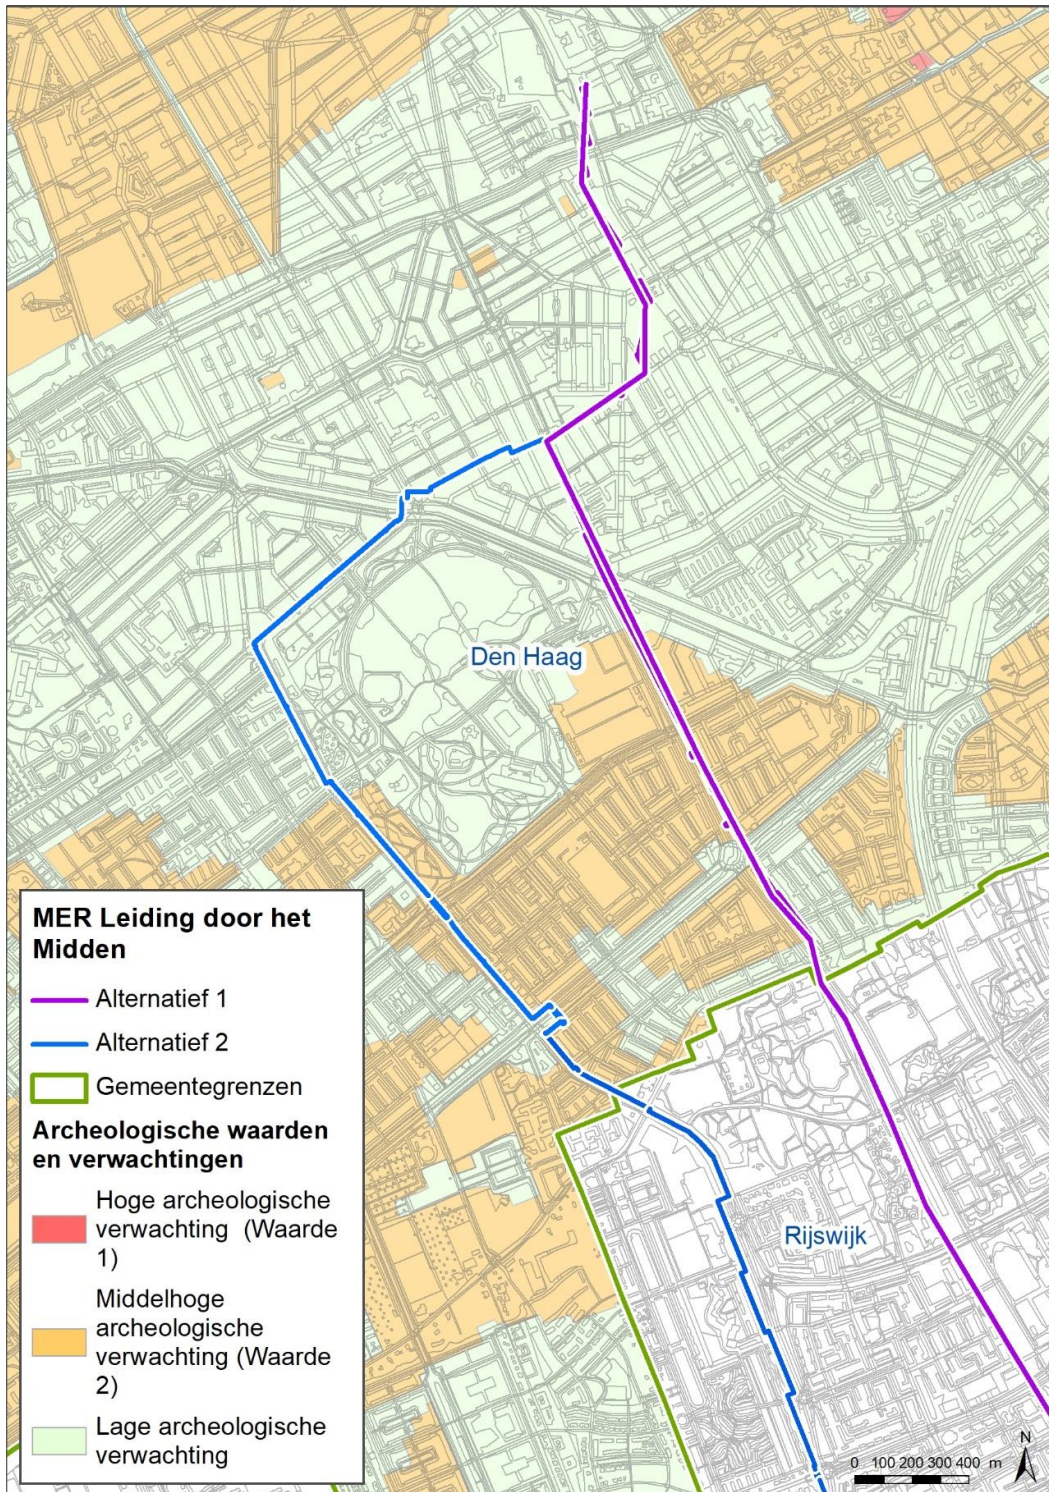 Den Haag
Rijswijk
MER Leiding door het
Midden
Alternatief 1
Alternatief 2
Gemeentegrenzen
Archeologische waarden
en verwachtingen
Hoge archeologische
verwachting (Waarde
1)
Middelhoge
archeologische
verwachting (Waarde
2)
Lage archeologische
verwachting
N
0 100 200 300 400 m